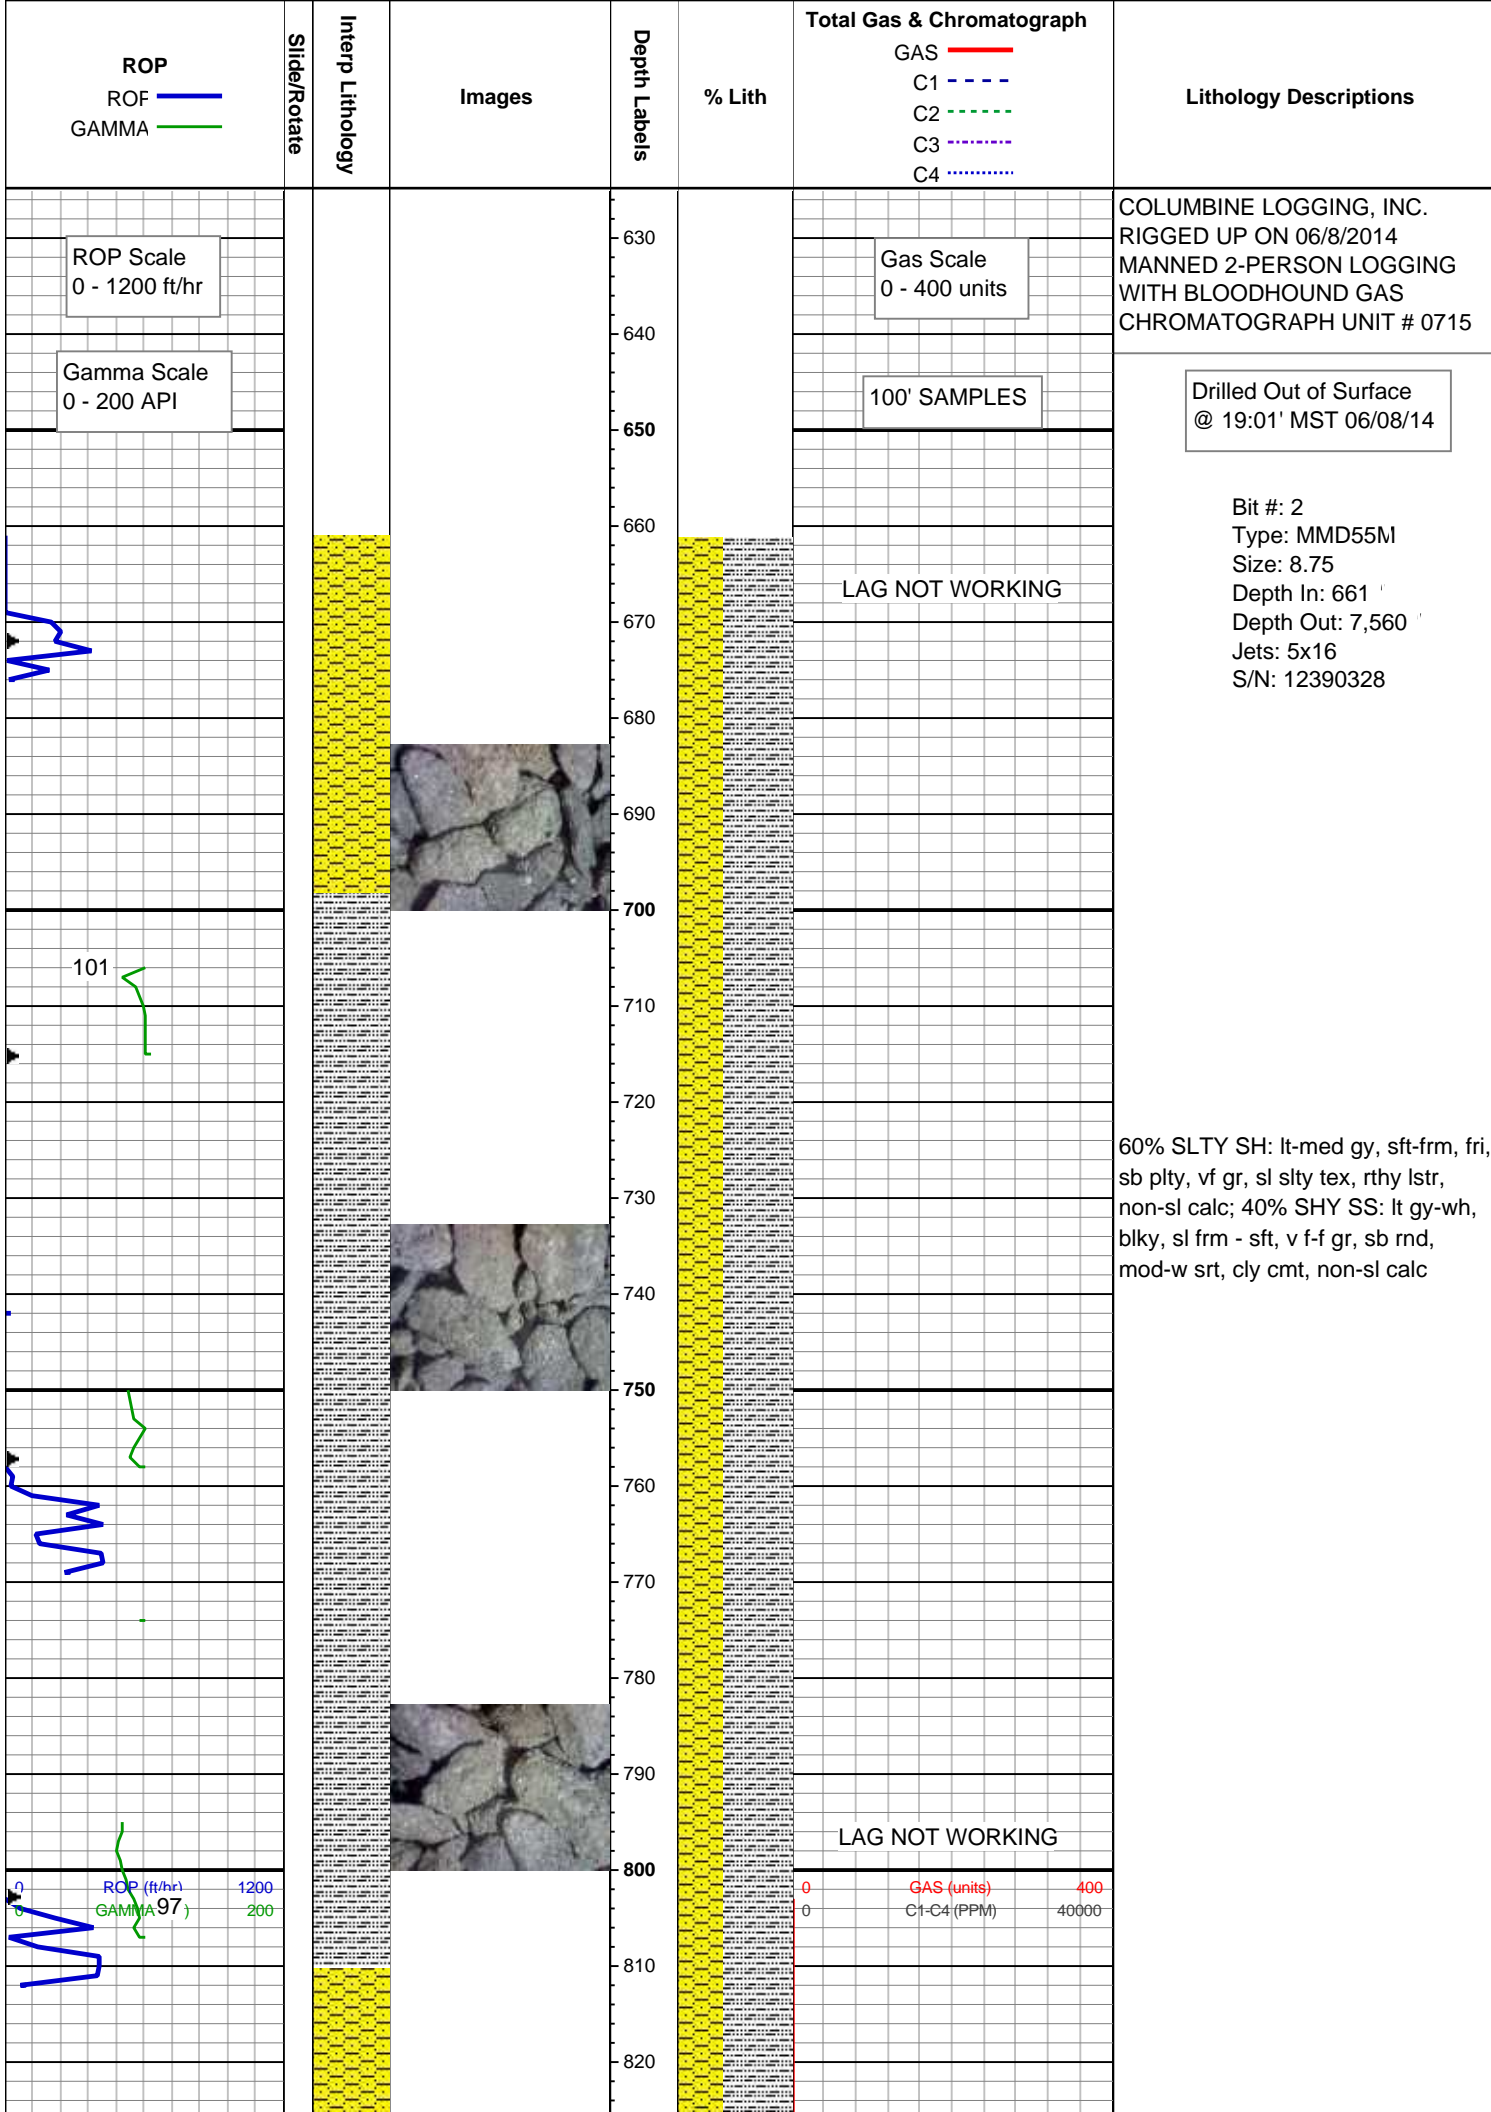 ROP
ROP
GAMMA
Slide/Rotate
Interp Lithology
Images
Depth Labels
% Lith
Total Gas & Chromatograph
GAS
C1
C2
C3
C4
Lithology Descriptions
ROP Scale
0 - 1200 ft/hr
Gamma Scale
0 - 200 API
630
640
650
660
670
680
690
700
710
720
730
740
750
760
770
780
790
800
810
820
101
0 ROP (ft/hr) 1200
0 GAMMA 97 ) 200
Gas Scale
0 - 400 units
100' SAMPLES
LAG NOT WORKING
LAG NOT WORKING
0 GAS (units) 400
0 C1-C4 (PPM) 40000
COLUMBINE LOGGING, INC.
RIGGED UP ON 06/8/2014
MANNED 2-PERSON LOGGING
WITH BLOODHOUND GAS
CHROMATOGRAPH UNIT # 0715
Drilled Out of Surface
@ 19:01' MST 06/08/14
Bit #: 2
Type: MMD55M
Size: 8.75
Depth In: 661 '
Depth Out: 7,560 '
Jets: 5x16
S/N: 12390328
60% SLTY SH: lt-med gy, sft-frm, fri,
sb plty, vf gr, sl slty tex, rthy lstr,
non-sl calc; 40% SHY SS: lt gy-wh,
blky, sl frm - sft, v f-f gr, sb rnd,
mod-w srt, cly cmt, non-sl calc